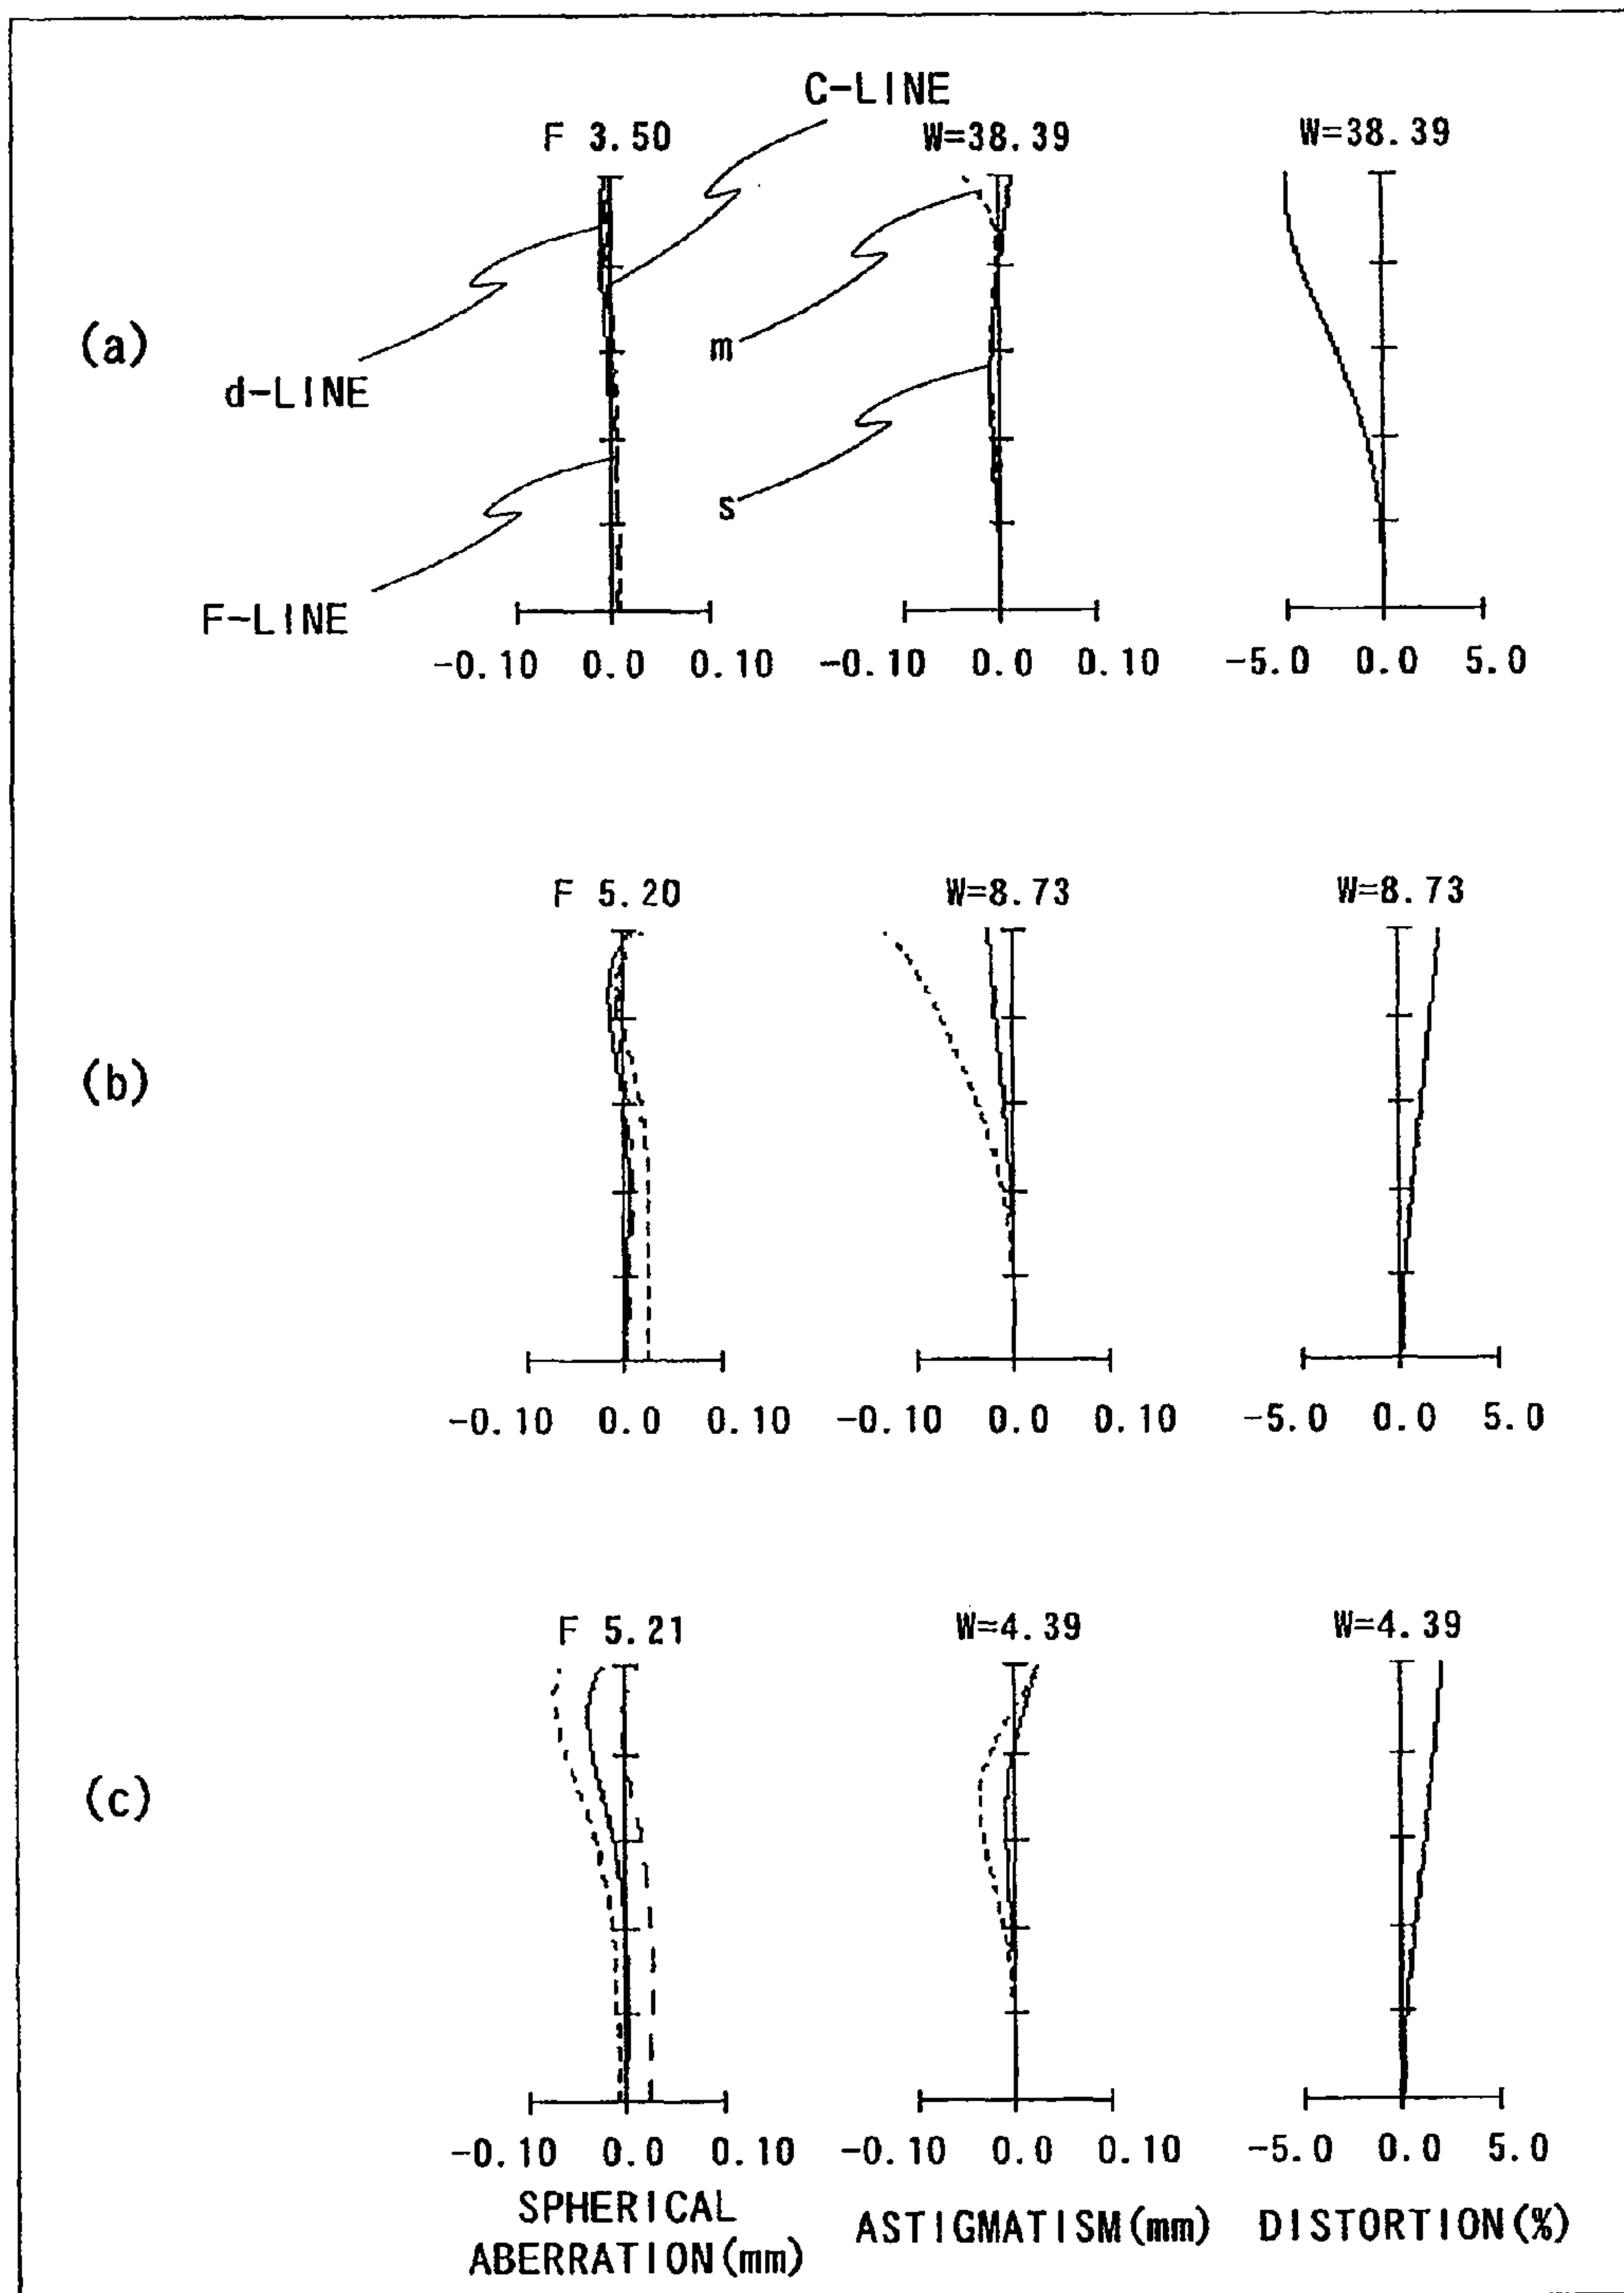 C-LINE
F 3.50 W=38.39 W=38.39
(a)
m
d-LINE
s
F-LINE
-0.10 0.0 0.10 -0.10 0.0 0.10 -5.0 0.0 5.0
F 5.20 W=8.73 W=8.73
(b)
-0.10 0.0 0.10 -0.10 0.0 0.10 -5.0 0.0 5.0
F 5.21 W=4.39 W=4.39
(c)
-0.10 0.0 0.10 -0.10 0.0 0.10 -5.0 0.0 5.0
SPHERICAL
ABERRATION(mm) ASTIGMATISM(mm) DISTORTION(%)